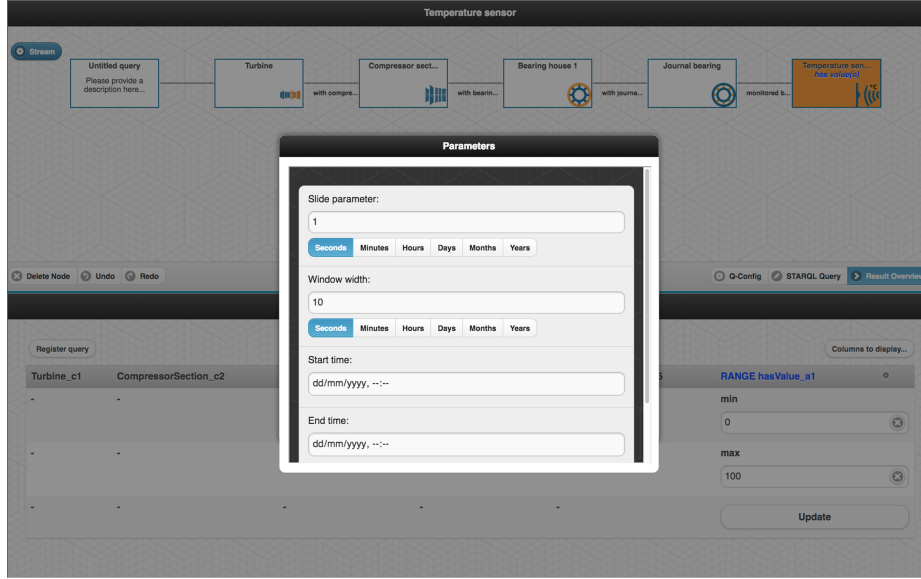 Temperature sensor
Stream
Untitled query
Please provide a
description here...
Turbine
with compre...
Compressor sect...
with bearin...
Bearing house 1
with journa...
Journal bearing
monitored b...
Temperature sen...
has value(o)
°C
Parameters
Slide parameter:
1
Seconds Minutes Hours Days Months Years
Window width:
10
Seconds Minutes Hours Days Months Years
Start time:
dd/mm/yyyy, --:--
End time:
dd/mm/yyyy, --:--
Delete Node Undo Redo
Q-Config STARQL Query Result Overview
Register query
Columns to display...
Turbine_c1 CompressorSection_c2 5 RANGE hasValue_a1
- - min
0
- - max
100
- - - - - Update